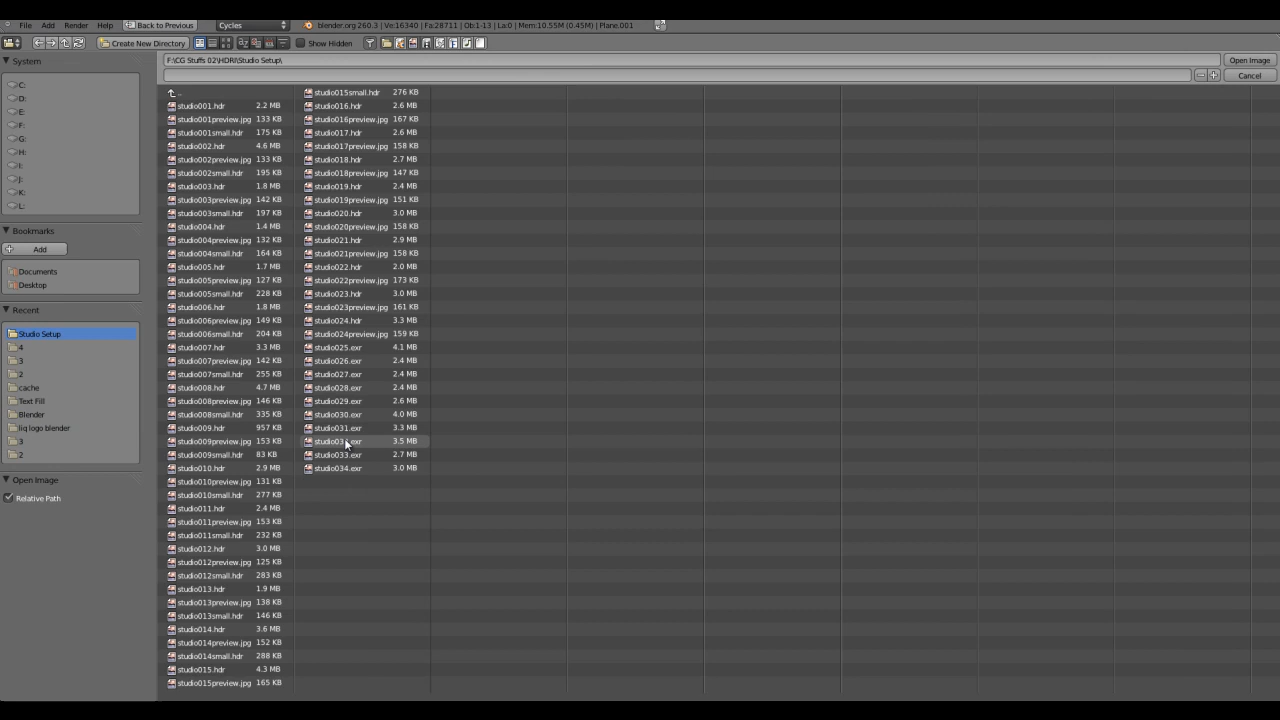 File Add Render Help Back to Previous Cycles blender.org 260.3 | Ve:16340 | Fa:28711 | Ob:1-13 | La:0 | Mem:10.55M (0.45M) | Plane.001
Create New Directory Show Hidden
System
C:
D:
E:
F:
G:
H:
I:
J:
K:
L:
Bookmarks
Add
Documents
Desktop
Recent
Studio Setup
4
3
2
cache
Text Fill
Blender
liq logo blender
3
2
Open Image
Relative Path
F:\CG Stuffs 02\HDRI\Studio Setup\ Open Image
Cancel
..
studio001.hdr 2.2 MB
studio001preview.jpg 133 KB
studio001small.hdr 175 KB
studio002.hdr 4.6 MB
studio002preview.jpg 133 KB
studio002small.hdr 195 KB
studio003.hdr 1.8 MB
studio003preview.jpg 142 KB
studio003small.hdr 197 KB
studio004.hdr 1.4 MB
studio004preview.jpg 132 KB
studio004small.hdr 164 KB
studio005.hdr 1.7 MB
studio005preview.jpg 127 KB
studio005small.hdr 228 KB
studio006.hdr 1.8 MB
studio006preview.jpg 149 KB
studio006small.hdr 204 KB
studio007.hdr 3.3 MB
studio007preview.jpg 142 KB
studio007small.hdr 255 KB
studio008.hdr 4.7 MB
studio008preview.jpg 146 KB
studio008small.hdr 335 KB
studio009.hdr 957 KB
studio009preview.jpg 153 KB
studio009small.hdr 83 KB
studio010.hdr 2.9 MB
studio010preview.jpg 131 KB
studio010small.hdr 277 KB
studio011.hdr 2.4 MB
studio011preview.jpg 153 KB
studio011small.hdr 232 KB
studio012.hdr 3.0 MB
studio012preview.jpg 125 KB
studio012small.hdr 283 KB
studio013.hdr 1.9 MB
studio013preview.jpg 138 KB
studio013small.hdr 146 KB
studio014.hdr 3.6 MB
studio014preview.jpg 152 KB
studio014small.hdr 288 KB
studio015.hdr 4.3 MB
studio015preview.jpg 165 KB
studio015small.hdr 276 KB
studio016.hdr 2.6 MB
studio016preview.jpg 167 KB
studio017.hdr 2.6 MB
studio017preview.jpg 158 KB
studio018.hdr 2.7 MB
studio018preview.jpg 147 KB
studio019.hdr 2.4 MB
studio019preview.jpg 151 KB
studio020.hdr 3.0 MB
studio020preview.jpg 158 KB
studio021.hdr 2.9 MB
studio021preview.jpg 158 KB
studio022.hdr 2.0 MB
studio022preview.jpg 173 KB
studio023.hdr 3.0 MB
studio023preview.jpg 161 KB
studio024.hdr 3.3 MB
studio024preview.jpg 159 KB
studio025.exr 4.1 MB
studio026.exr 2.4 MB
studio027.exr 2.4 MB
studio028.exr 2.4 MB
studio029.exr 2.6 MB
studio030.exr 4.0 MB
studio031.exr 3.3 MB
3.5 MB
studio033.exr 2.7 MB
studio034.exr 3.0 MB